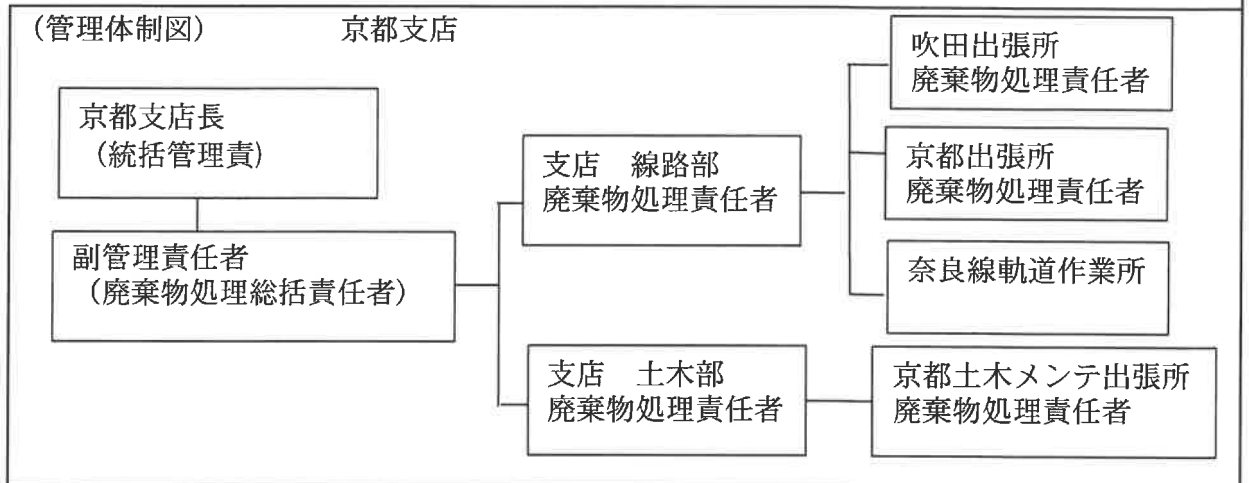 (管理体制図) 京都支店
京都支店長
(統括管理責)
副管理責任者
(廃棄物処理総括責任者)
支店 線路部
廃棄物処理責任者
支店 土木部
廃棄物処理責任者
吹田出張所
廃棄物処理責任者
京都出張所
廃棄物処理責任者
奈良線軌道作業所
京都土木メンテ出張所
廃棄物処理責任者